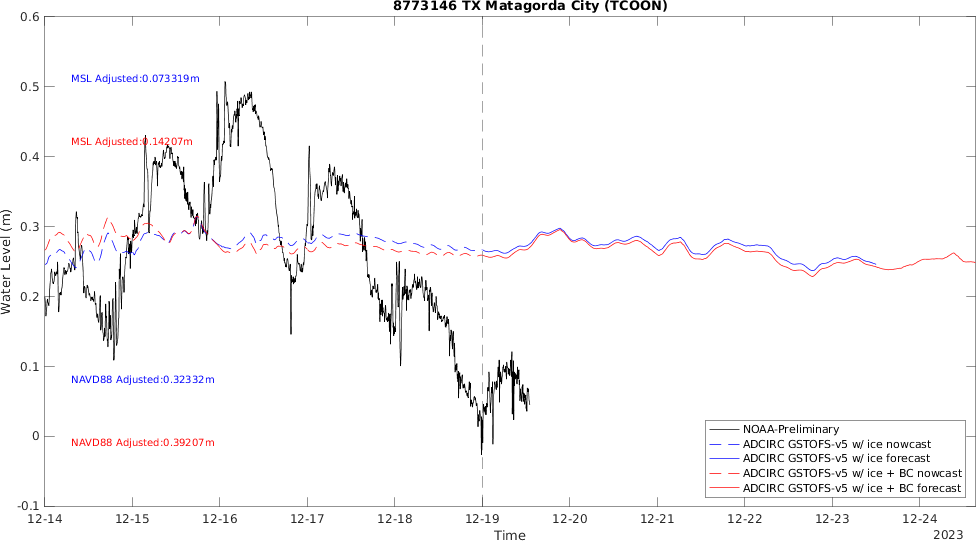 8773146 TX Matagorda City (TCOON)
0.6
0.5
0.4
0.3
0.2
0.1
0
-0.1
Water Level (m)
MSL Adjusted:0.073319m
MSL Adjusted:0.14207m
NAVD88 Adjusted:0.32332m
NAVD88 Adjusted:0.39207m
NOAA-Preliminary
ADCIRC GSTOFS-v5 w/ ice nowcast
ADCIRC GSTOFS-v5 w/ ice forecast
ADCIRC GSTOFS-v5 w/ ice + BC nowcast
ADCIRC GSTOFS-v5 w/ ice + BC forecast
12-14 12-15 12-16 12-17 12-18 12-19 12-20 12-21 12-22 12-23 12-24
Time
2023